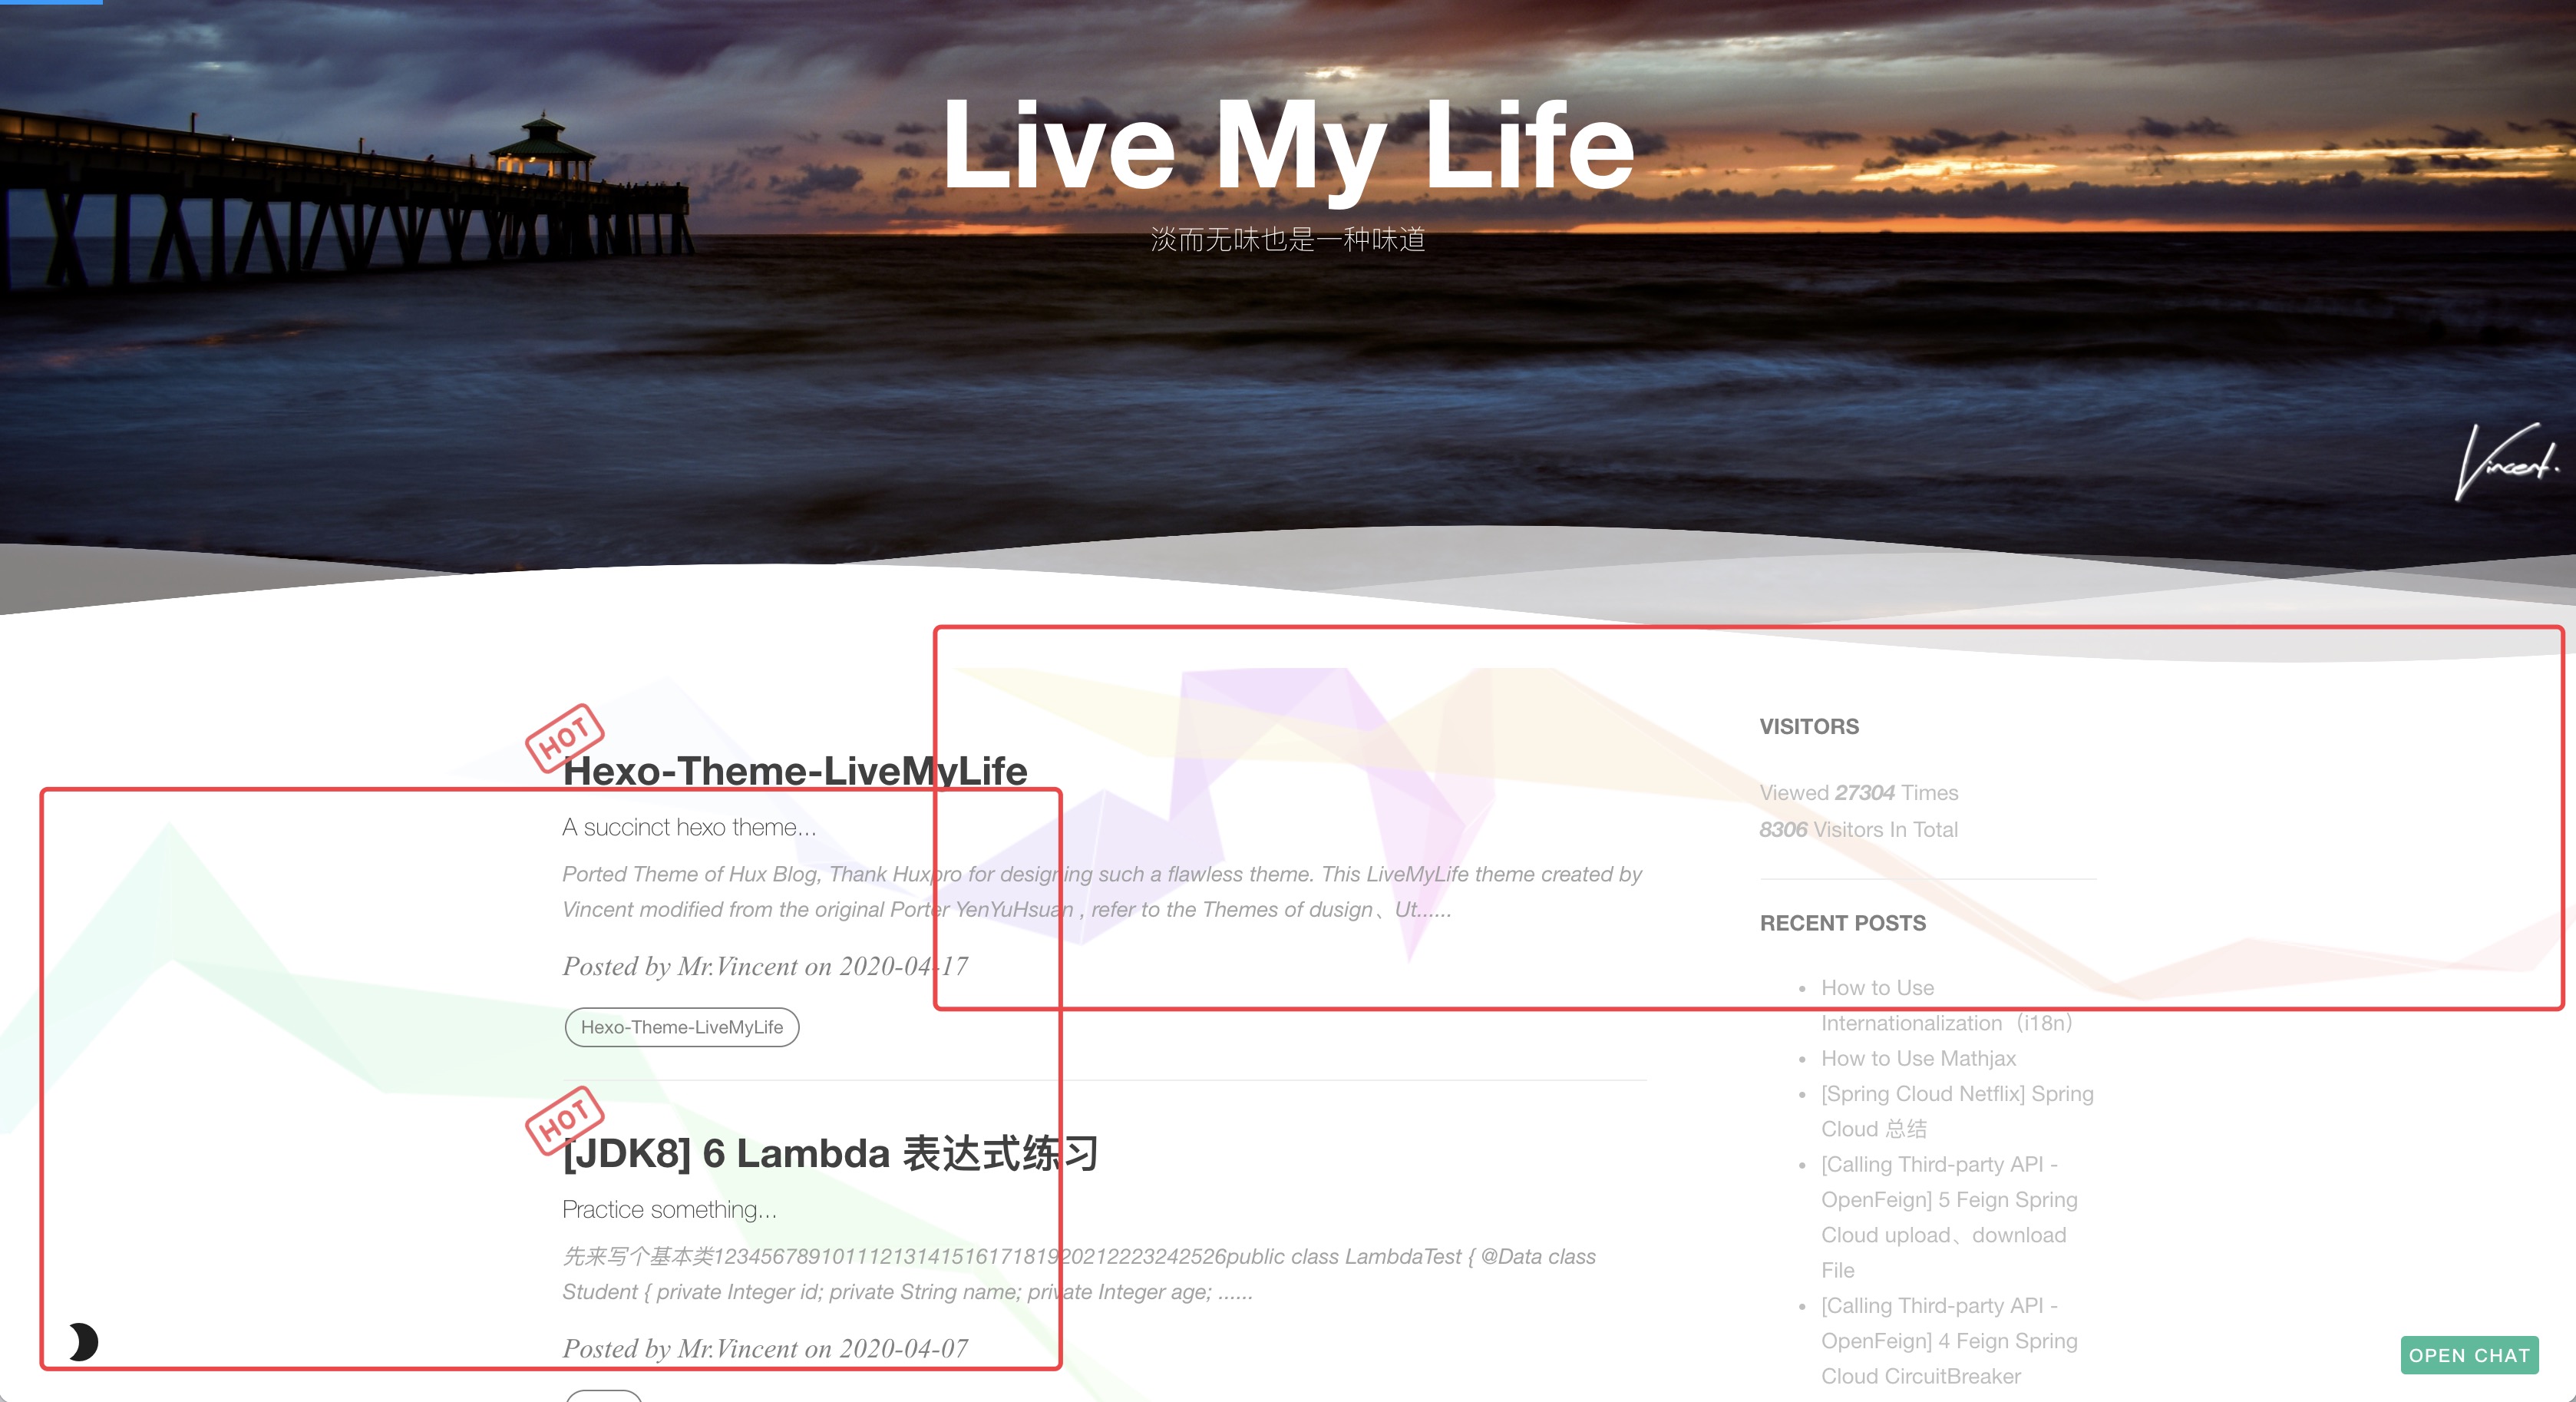 Live My Life
淡而无味也是一种味道
Vincent.
HOT
Hexo-Theme-LiveMyLife
A succinct hexo theme...
Ported Theme of Hux Blog, Thank Huxpro for designing such a flawless theme. This LiveMyLife theme created by
Vincent modified from the original Porter YenYuHsuan , refer to the Themes of dusign、Ut......
Posted by Mr.Vincent on 2020-04-17
Hexo-Theme-LiveMyLife
HOT
[JDK8] 6 Lambda 表达式练习
Practice something...
先来写个基本类1234567891011121314151617181920212223242526public class LambdaTest { @Data class
Student { private Integer id; private String name; private Integer age; ......
Posted by Mr.Vincent on 2020-04-07
VISITORS
Viewed 27304 Times
8306 Visitors In Total
RECENT POSTS
How to Use
Internationalization（i18n）
How to Use Mathjax
[Spring Cloud Netflix] Spring
Cloud 总结
[Calling Third-party API -
OpenFeign] 5 Feign Spring
Cloud upload、download
File
[Calling Third-party API -
OpenFeign] 4 Feign Spring
Cloud CircuitBreaker
OPEN CHAT